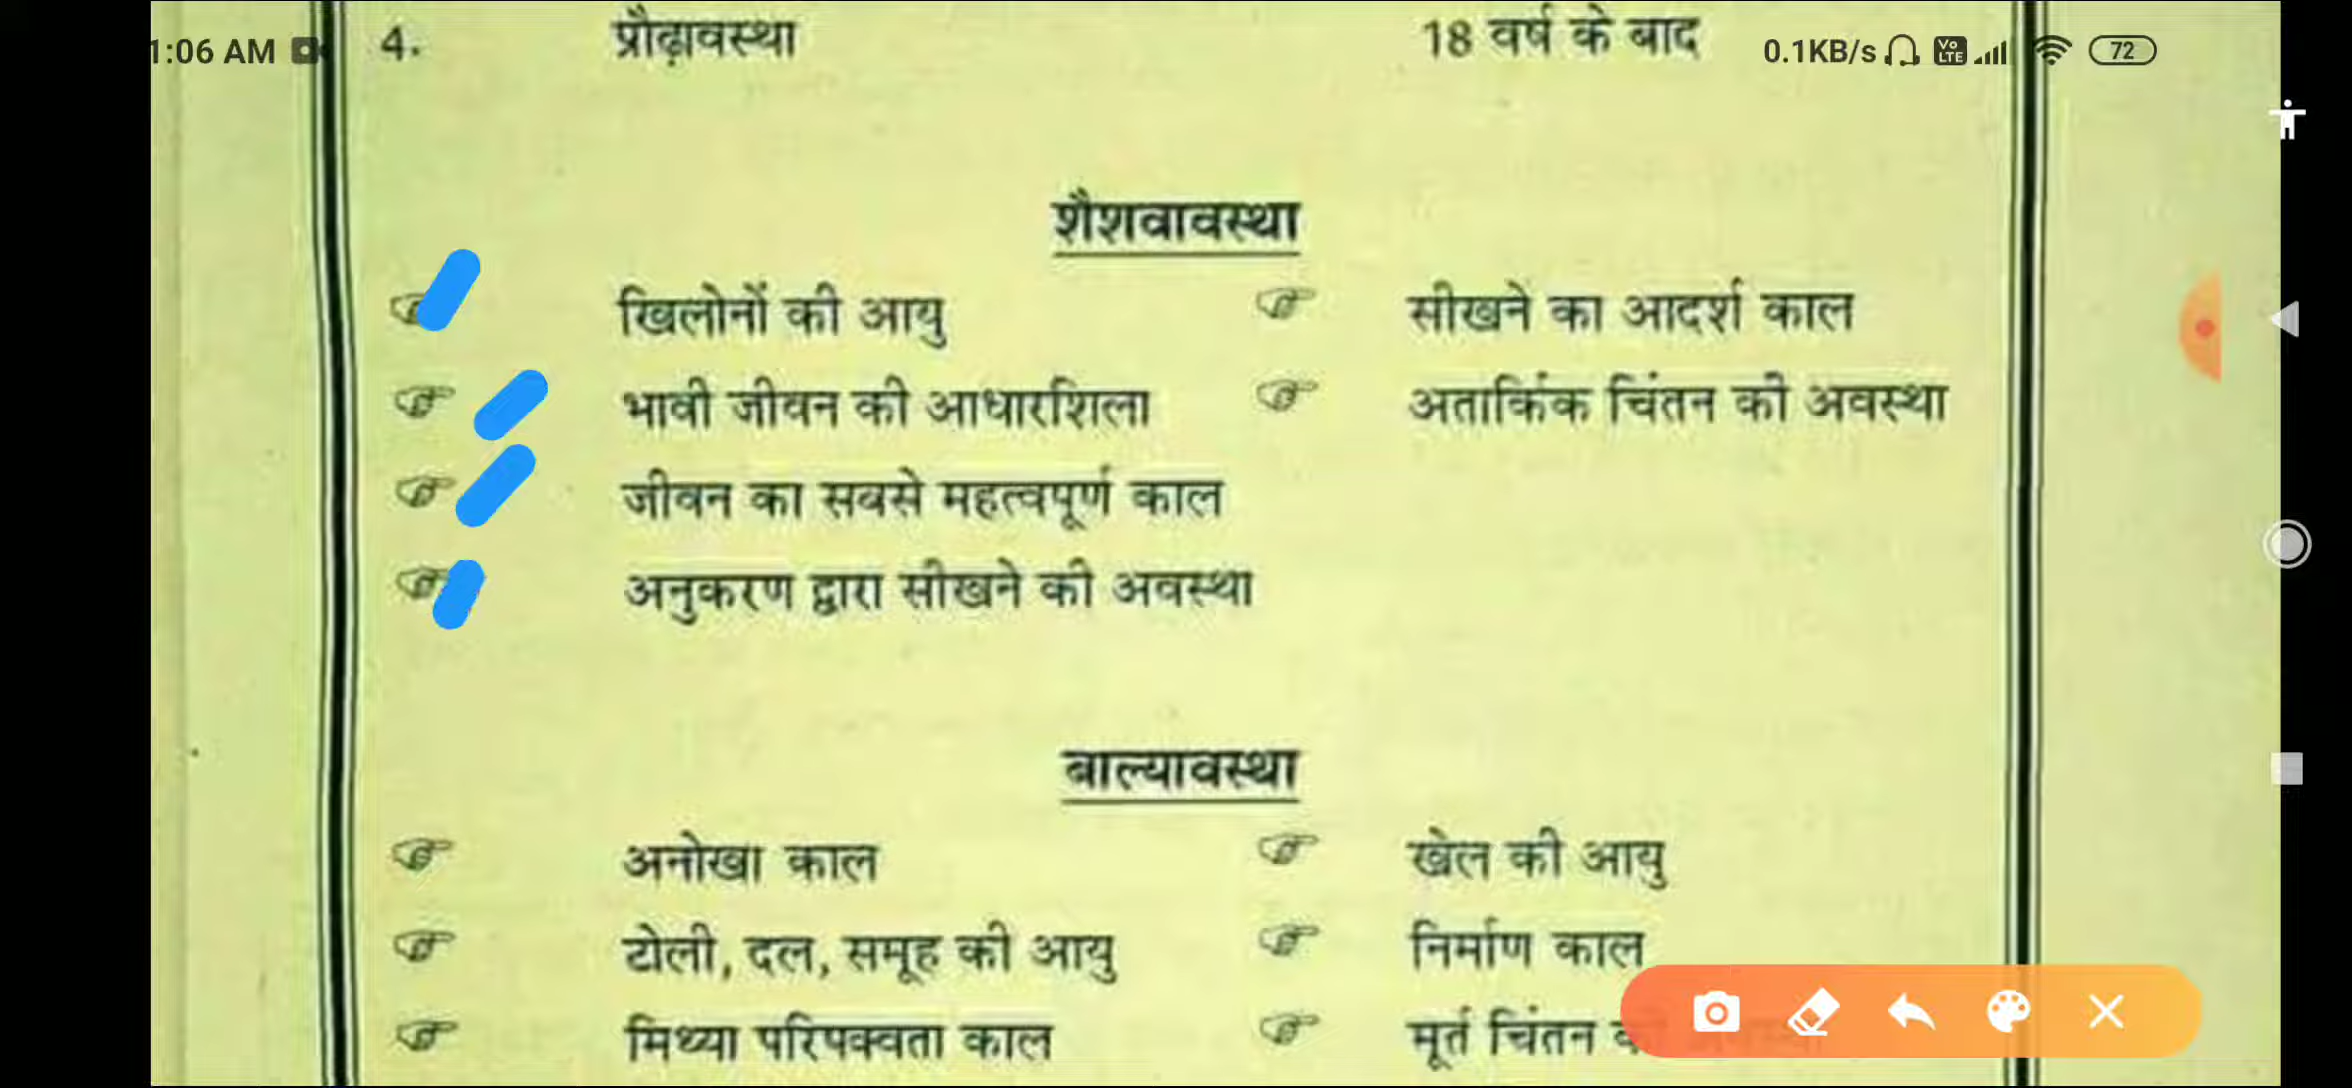 4. प्रौढ़ावस्था 18 वर्ष के बाद
1:06 AM 0.1KB/s Vo LTE 72
शैशवावस्था
खिलोनों की आयु सीखने का आदर्श काल
भावी जीवन की आधारशिला अतार्किक चिंतन की अवस्था
जीवन का सबसे महत्वपूर्ण काल
अनुकरण द्वारा सीखने की अवस्था
बाल्यावस्था
अनोखा काल खेल की आयु
टोली, दल, समूह की आयु निर्माण काल
मिथ्या परिपक्वता काल मूर्त चिंतन